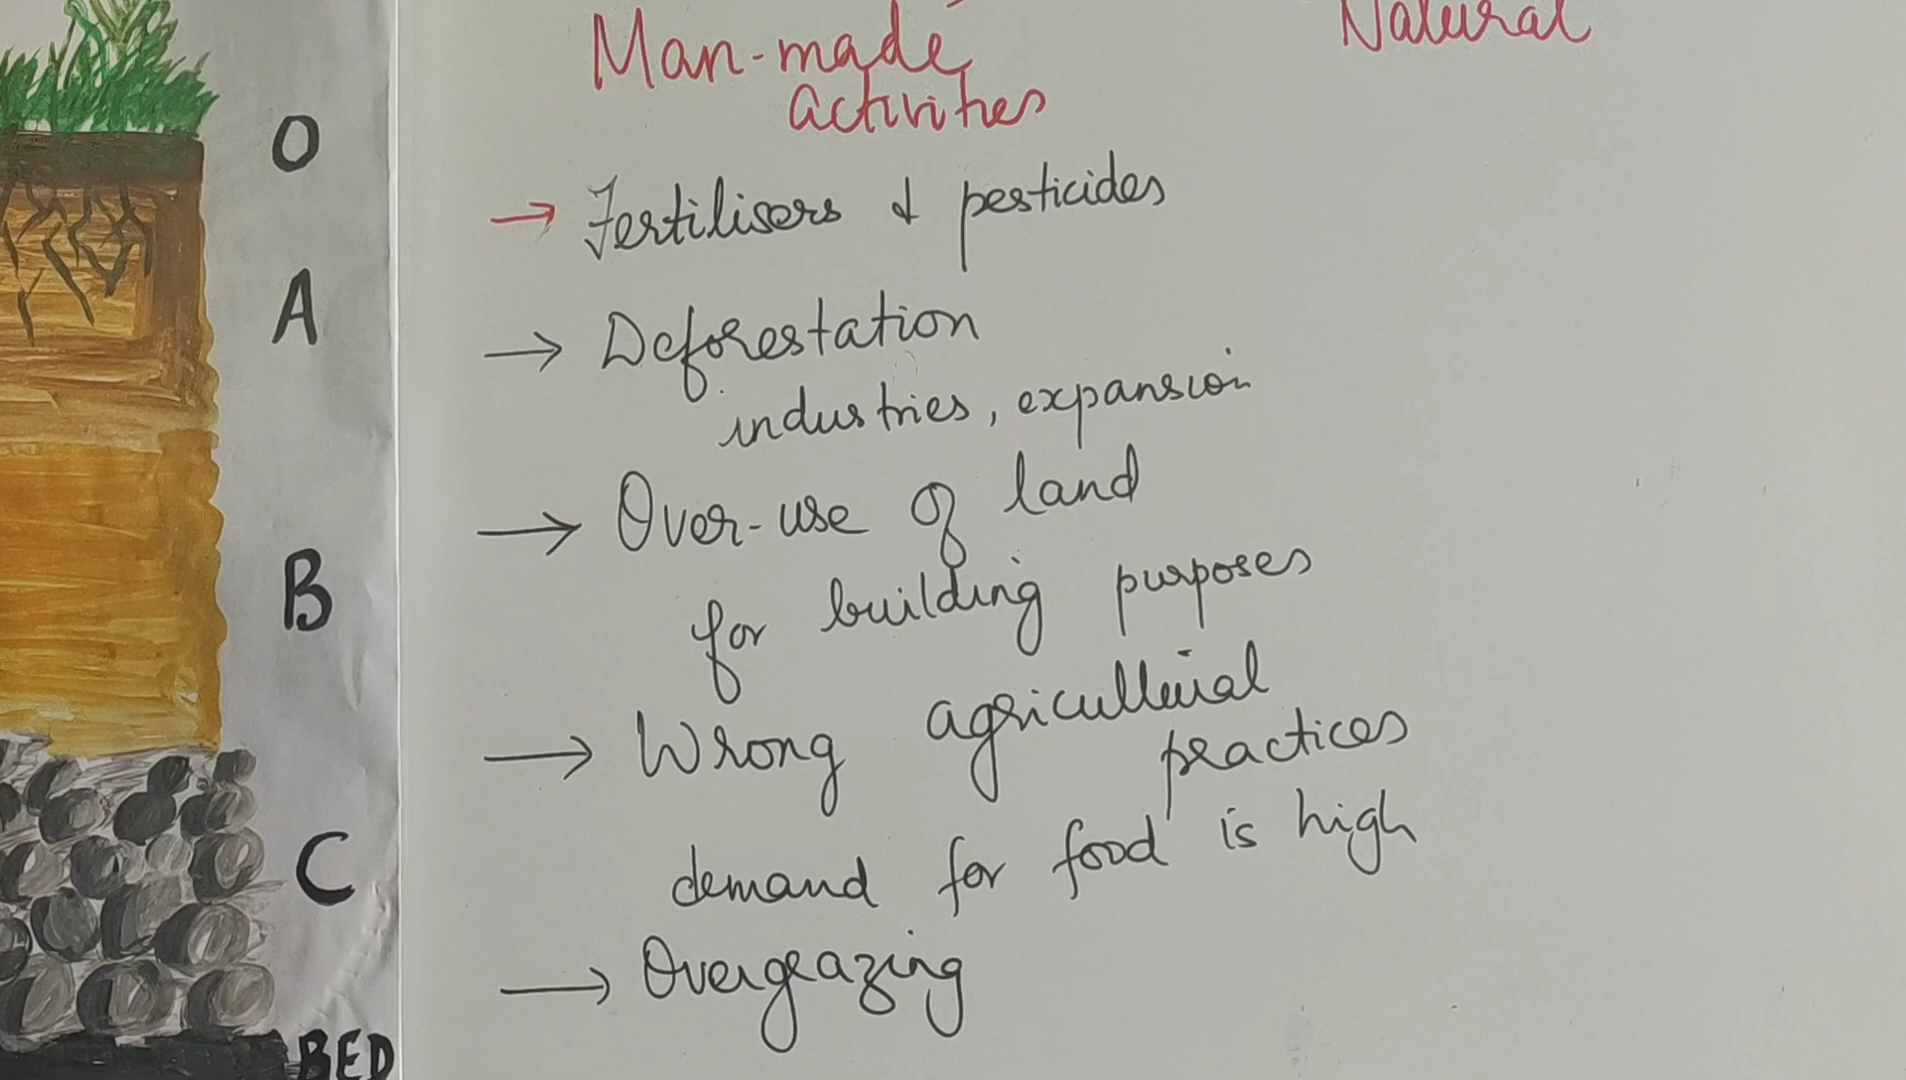 Man-made
activities
Natural
→ Fertilisers & pesticides
→ Deforestation
industries, expansion
→ Over-use of land
for building purposes
→ Wrong agricultural
practices
demand for food is high
→ Overgrazing
O
A
B
C
BED